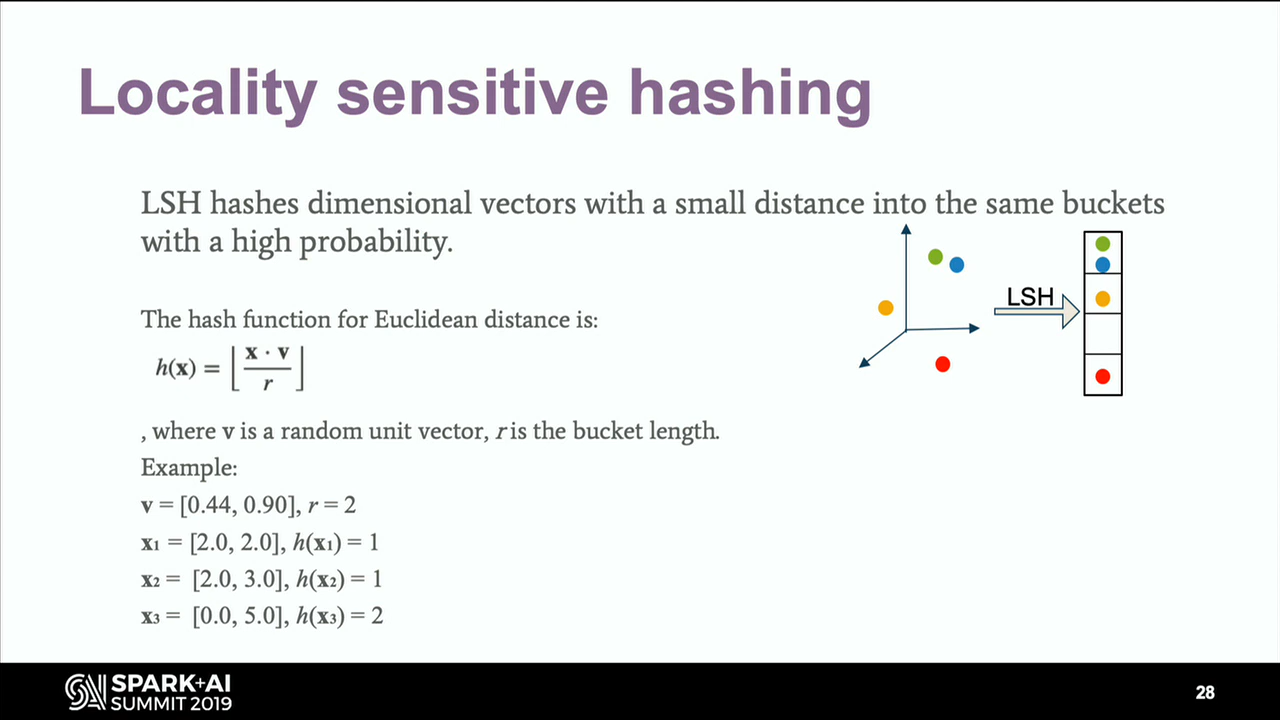 Locality sensitive hashing
LSH hashes dimensional vectors with a small distance into the same buckets
with a high probability.
LSH
The hash function for Euclidean distance is:
h(x) = ⌊x · v / r⌋
, where v is a random unit vector, r is the bucket length.
Example:
v = [0.44, 0.90], r = 2
x1 = [2.0, 2.0], h(x1) = 1
x2 = [2.0, 3.0], h(x2) = 1
x3 = [0.0, 5.0], h(x3) = 2
SPARK+AI
SUMMIT 2019
28